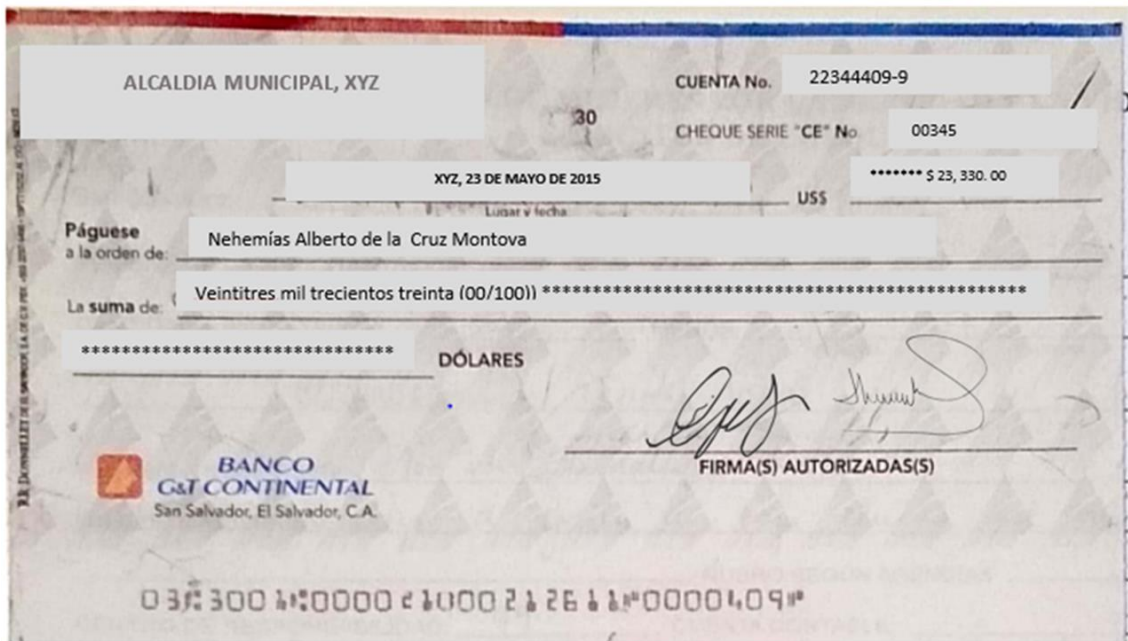 ALCALDIA MUNICIPAL, XYZ
CUENTA No. 22344409-9
30
CHEQUE SERIE "CE" No. 00345
XYZ, 23 DE MAYO DE 2015
US$ ******* $ 23, 330. 00
Lugar y fecha
Páguese
a la orden de: Nehemías Alberto de la Cruz Montova
La suma de: Veintitres mil trecientos treinta (00/100)) ************************************************
******************************* DÓLARES
FIRMA(S) AUTORIZADAS(S)
BANCO
G&T CONTINENTAL
San Salvador, El Salvador, C.A.